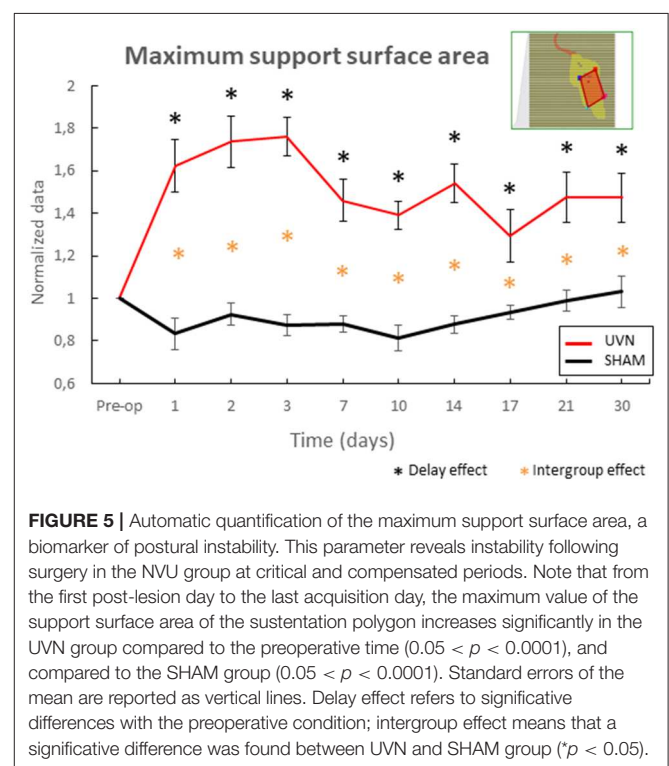 Maximum support surface area
Normalized data
2
1,8
1,6
1,4
1,2
1
0,8
0,6
* * * * * * * * *
* * * * * * * * *
UVN
SHAM
Pre-op 1 2 3 7 10 14 17 21 30
Time (days)
* Delay effect * Intergroup effect
FIGURE 5 | Automatic quantification of the maximum support surface area, a
biomarker of postural instability. This parameter reveals instability following
surgery in the NVU group at critical and compensated periods. Note that from
the first post-lesion day to the last acquisition day, the maximum value of the
support surface area of the sustentation polygon increases significantly in the
UVN group compared to the preoperative time (0.05 < p < 0.0001), and
compared to the SHAM group (0.05 < p < 0.0001). Standard errors of the
mean are reported as vertical lines. Delay effect refers to significative
differences with the preoperative condition; intergroup effect means that a
significative difference was found between UVN and SHAM group (*p < 0.05).